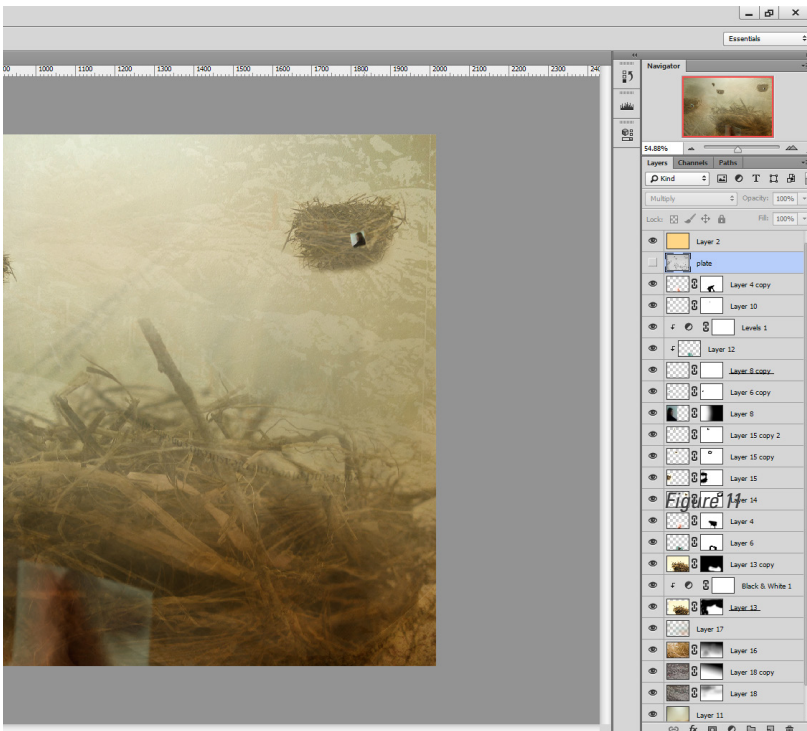 Essentials
00 1000 1100 1200 1300 1400 1500 1600 1700 1800 1900 2000 2100 2200 2300 240
Navigator
54.88%
Layers Channels Paths
Kind
Multiply Opacity: 100%
Lock: Fill: 100%
Layer 2
plate
Layer 4 copy
Layer 10
Levels 1
Layer 12
Layer 8 copy
Layer 6 copy
Layer 8
Layer 15 copy 2
Layer 15 copy
Layer 15
Figure 11
Layer 14
Layer 4
Layer 6
Layer 13 copy
Black & White 1
Layer 13
Layer 17
Layer 16
Layer 18 copy
Layer 18
Layer 11
fx